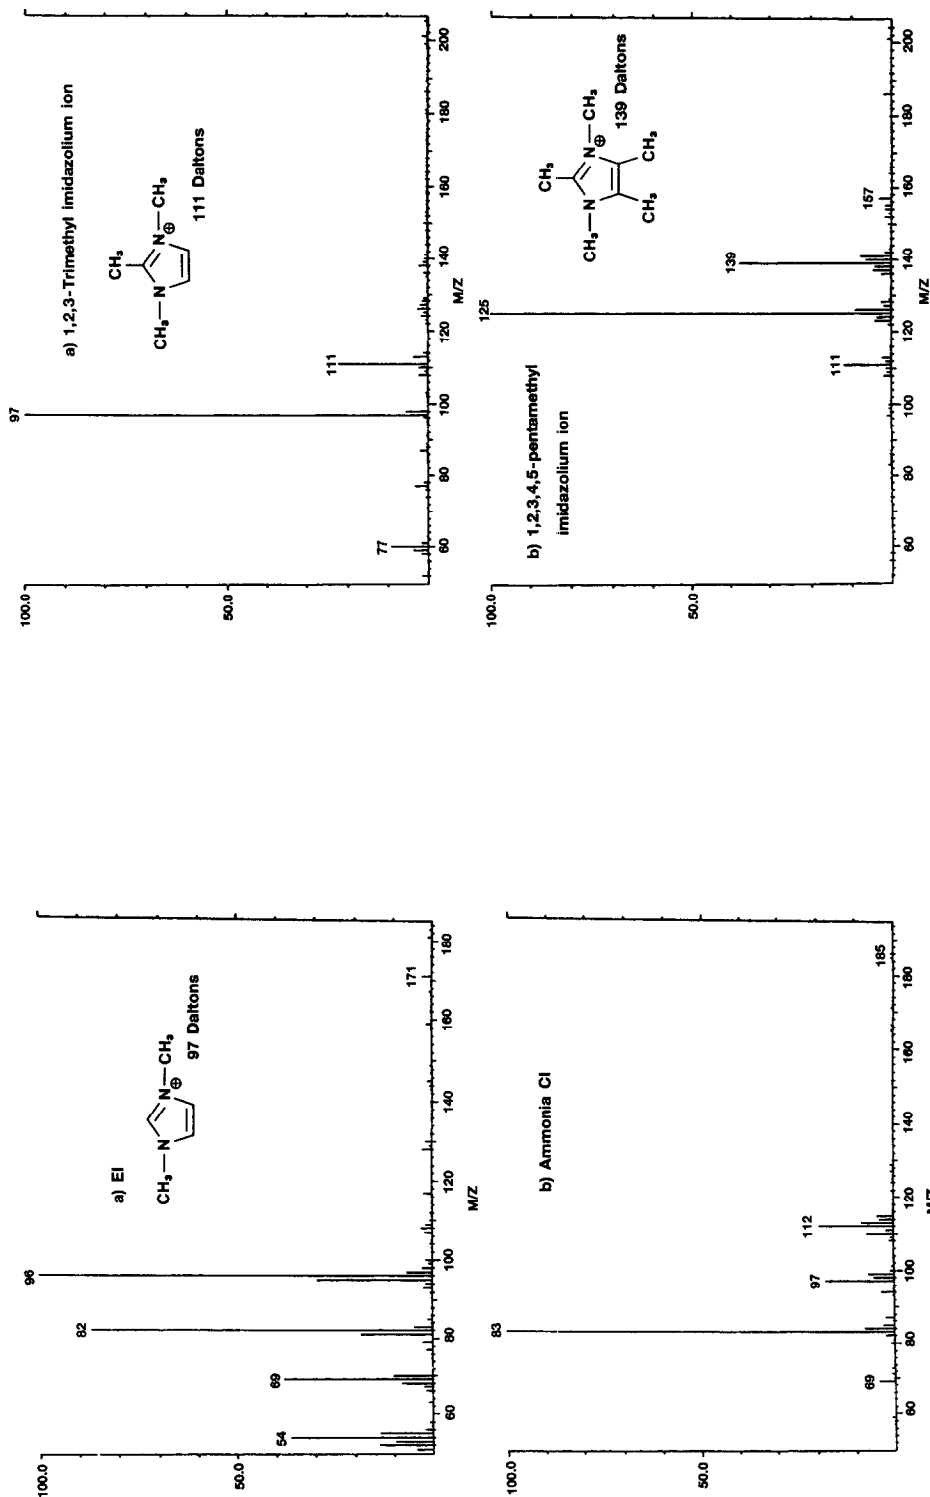 100.0
96
a) EI
82
CH₃—N N—CH₃
⊕
97 Daltons
50.0
69
54
171
60 80 100 120 140 160 180
M/Z
100.0
97
a) 1,2,3-Trimethyl imidazolium ion
CH₃
CH₃—N N—CH₃
⊕
111 Daltons
50.0
111
77
60 80 100 120 140 160 180 200
M/Z
100.0
83
b) Ammonia CI
50.0
112
97
69
185
60 80 100 120 140 160 180
M/Z
100.0
125
b) 1,2,3,4,5-pentamethyl
imidazolium ion
CH₃
CH₃—N N—CH₃
⊕
CH₃ CH₃
139 Daltons
50.0
139
111
157
60 80 100 120 140 160 180 200
M/Z